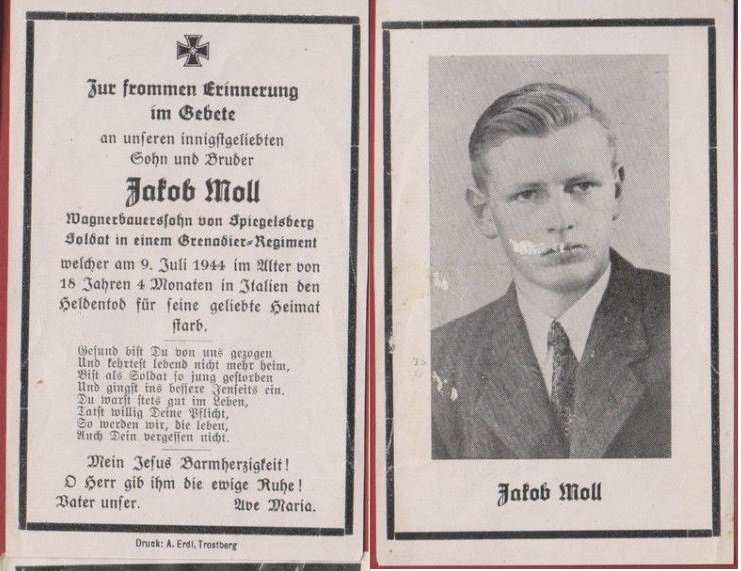 Zur frommen Erinnerung
im Gebete
an unseren innigstgeliebten
Sohn und Bruder
Jakob Moll
Wagnerbauerssohn von Spiegelsberg
Soldat in einem Grenadier-Regiment
welcher am 9. Juli 1944 im Alter von
18 Jahren 4 Monaten in Italien den
Heldentod für seine geliebte Heimat
starb.
Gesund bist Du von uns gezogen
Und kehrtest lebend nicht mehr heim,
Bist als Soldat so jung gestorben
Und gingst ins bessere Jenseits ein.
Du warst stets gut im Leben,
Tatst willig Deine Pflicht,
So werden wir, die leben,
Auch Dein vergessen nicht.
Mein Jesus Barmherzigkeit!
O Herr gib ihm die ewige Ruhe!
Vater unser. Ave Maria.
Druck: A. Erdl, Trostberg
Jakob Moll